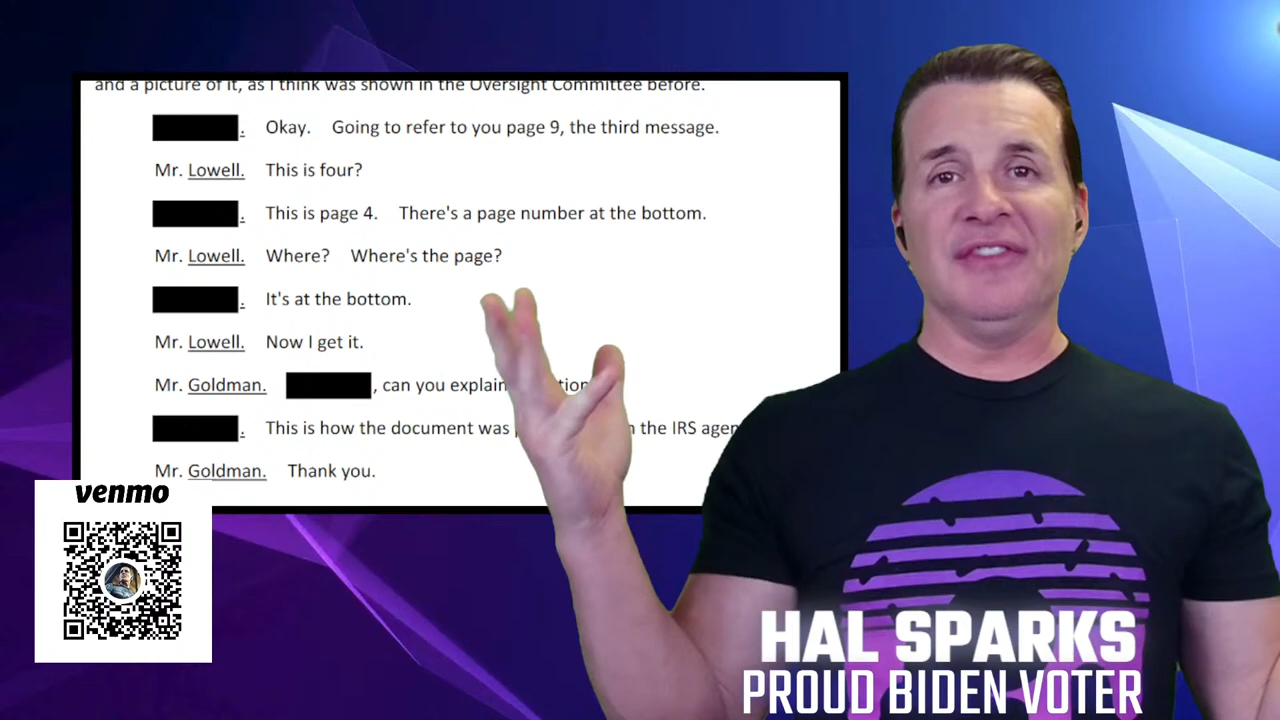 and a picture of it, as I think was shown in the Oversight Committee before.
. Okay. Going to refer to you page 9, the third message.
Mr. Lowell. This is four?
. This is page 4. There's a page number at the bottom.
Mr. Lowell. Where? Where's the page?
. It's at the bottom.
Mr. Lowell. Now I get it.
Mr. Goldman. , can you explain
. This is how the document was the IRS
Mr. Goldman. Thank you.
venmo
HAL SPARKS
PROUD BIDEN VOTER